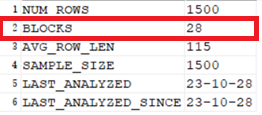 1 NUM_ROWS 1500
2 BLOCKS 28
3 AVG_ROW_LEN 115
4 SAMPLE_SIZE 1500
5 LAST_ANALYZED 23-10-28
6 LAST_ANALYZED_SINCE 23-10-28